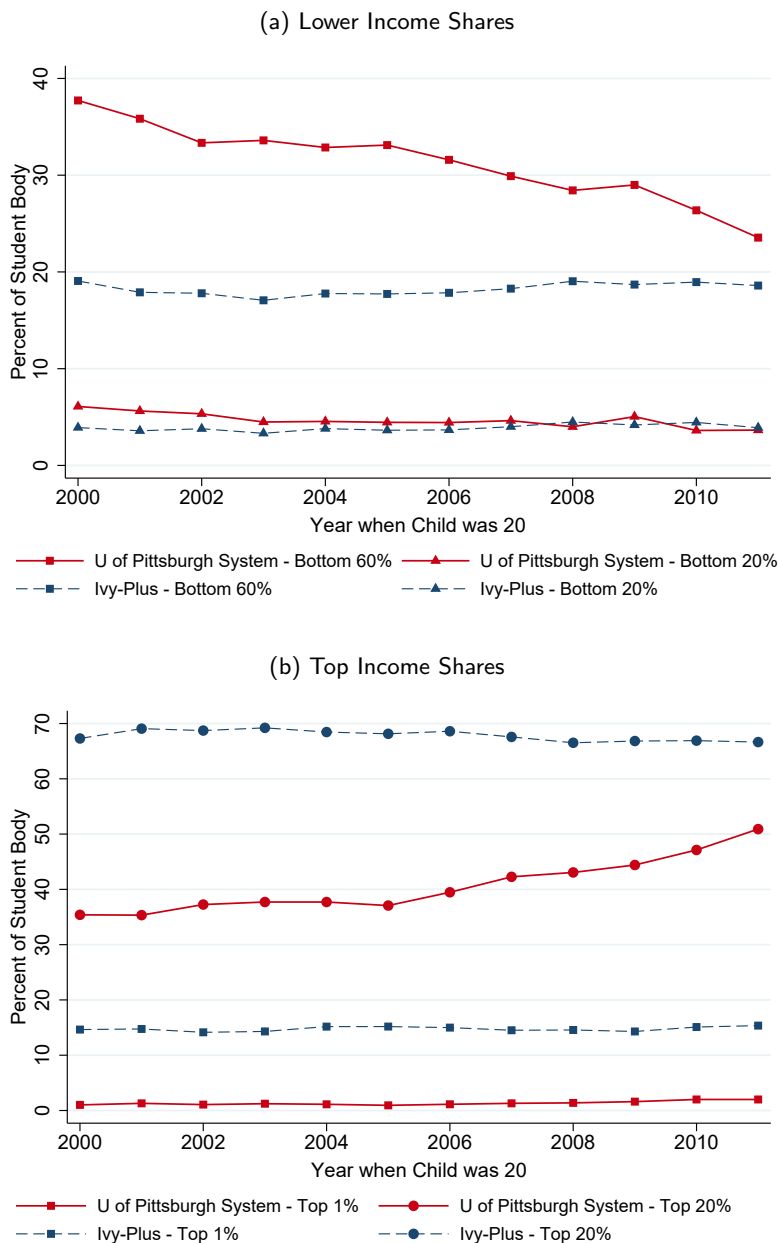 (a) Lower Income Shares
Percent of Student Body
40
30
20
10
0
2000 2002 2004 2006 2008 2010
Year when Child was 20
U of Pittsburgh System - Bottom 60% U of Pittsburgh System - Bottom 20%
Ivy-Plus - Bottom 60% Ivy-Plus - Bottom 20%
(b) Top Income Shares
Percent of Student Body
70
60
50
40
30
20
10
0
2000 2002 2004 2006 2008 2010
Year when Child was 20
U of Pittsburgh System - Top 1% U of Pittsburgh System - Top 20%
Ivy-Plus - Top 1% Ivy-Plus - Top 20%